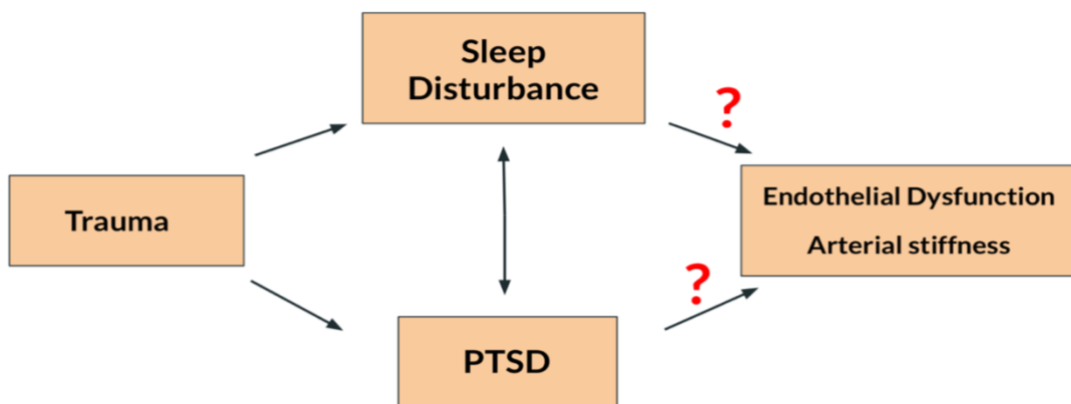 Sleep
Disturbance
?
Trauma
Endothelial Dysfunction
Arterial stiffness
?
PTSD